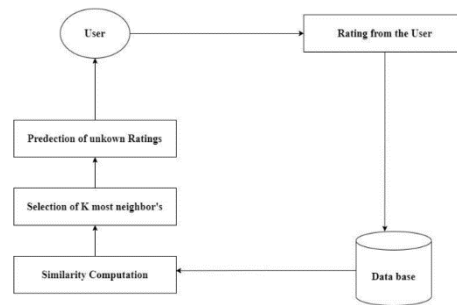 User
Rating from the User
Predection of unkown Ratings
Selection of K most neighbor's
Similarity Computation
Data base